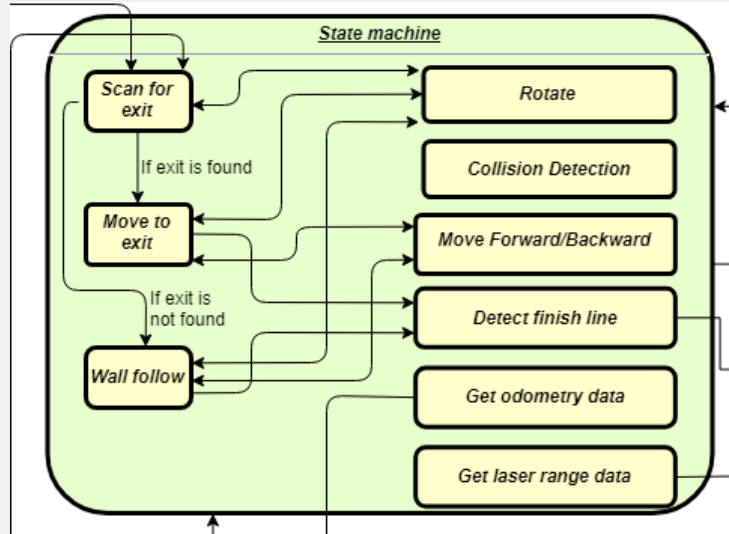 State machine
Scan for
exit
Rotate
If exit is found
Collision Detection
Move to
exit
Move Forward/Backward
If exit is
not found
Detect finish line
Wall follow
Get odometry data
Get laser range data